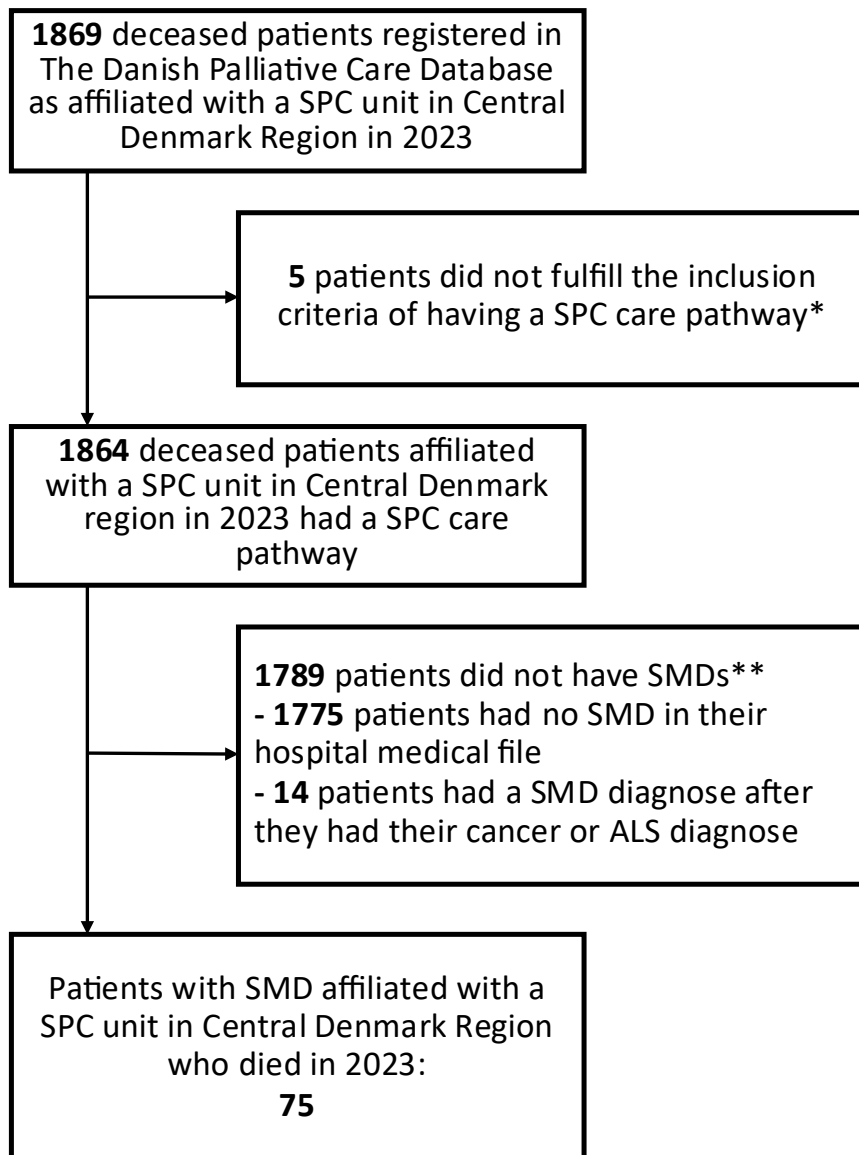 1869 deceased patients registered in
The Danish Palliative Care Database
as affiliated with a SPC unit in Central
Denmark Region in 2023
5 patients did not fulfill the inclusion
criteria of having a SPC care pathway*
1864 deceased patients affiliated
with a SPC unit in Central Denmark
region in 2023 had a SPC care
pathway
1789 patients did not have SMDs**
- 1775 patients had no SMD in their
hospital medical file
- 14 patients had a SMD diagnose after
they had their cancer or ALS diagnose
Patients with SMD affiliated with a
SPC unit in Central Denmark Region
who died in 2023:
75